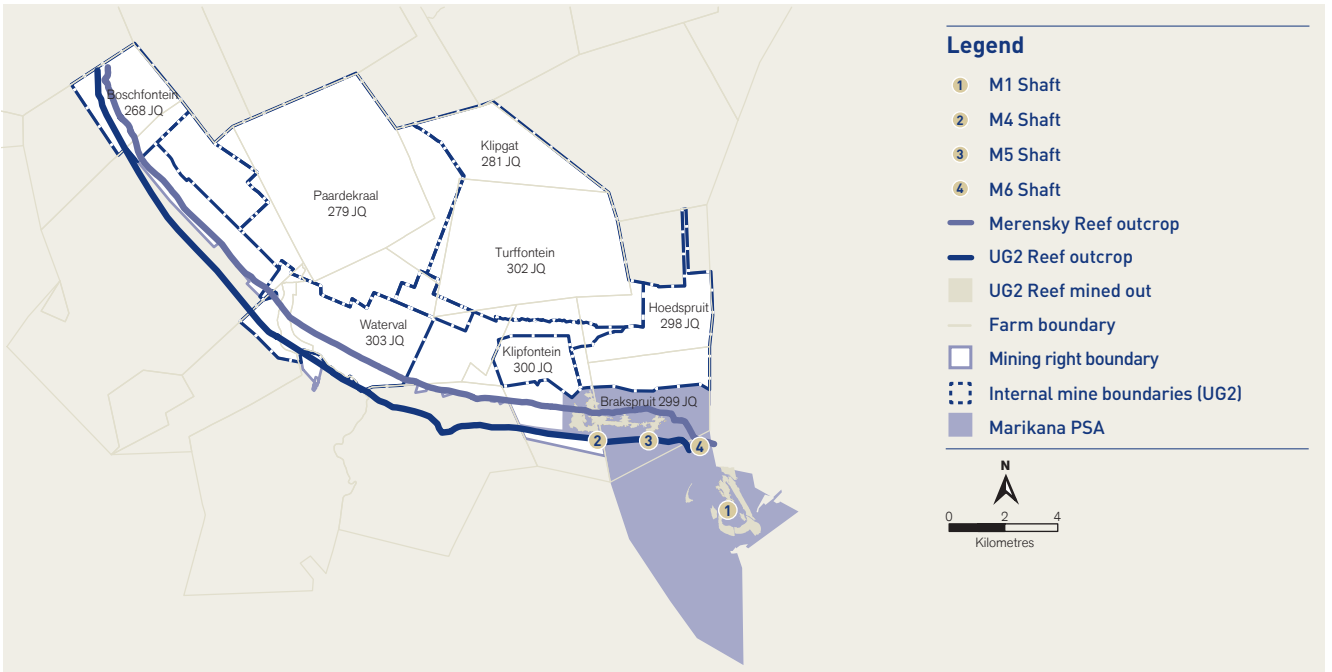 Boschfontein
268 JQ
Klipgat
281 JQ
Paardekraal
279 JQ
Turffontein
302 JQ
Hoedspruit
298 JQ
Waterval
303 JQ
Klipfontein
300 JQ
Brakspruit 299 JQ
2
3
4
1
Legend
1 M1 Shaft
2 M4 Shaft
3 M5 Shaft
4 M6 Shaft
Merensky Reef outcrop
UG2 Reef outcrop
UG2 Reef mined out
Farm boundary
Mining right boundary
Internal mine boundaries (UG2)
Marikana PSA
N
0 2 4
Kilometres